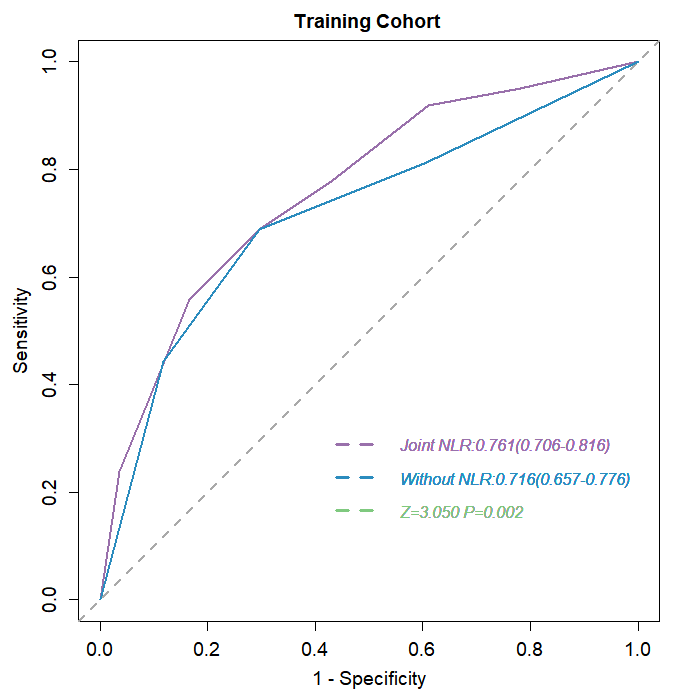 Training Cohort
1.0
0.8
0.6
0.4
0.2
0.0
Sensitivity
Joint NLR:0.761(0.706-0.816)
Without NLR:0.716(0.657-0.776)
Z=3.050 P=0.002
0.0 0.2 0.4 0.6 0.8 1.0
1 - Specificity